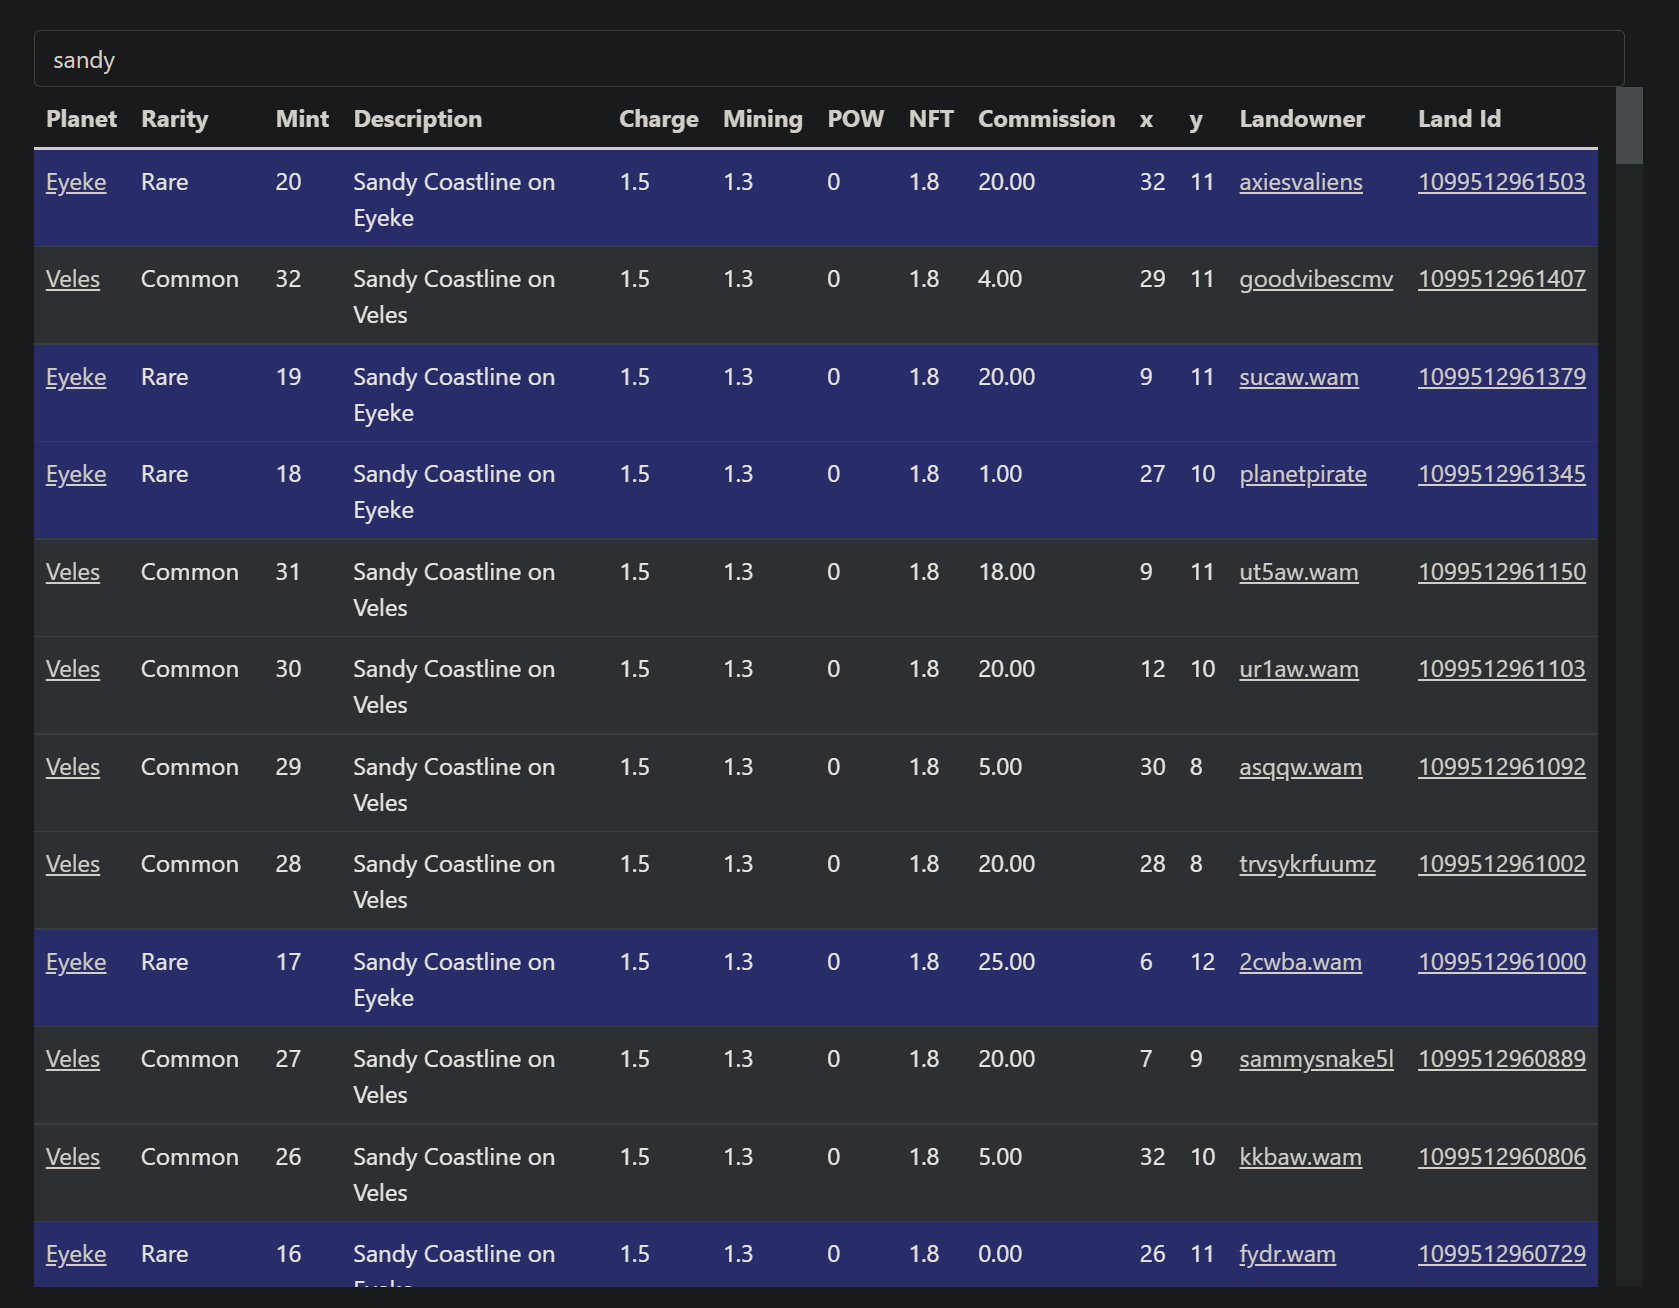 sandy
Planet Rarity Mint Description Charge Mining POW NFT Commission x y Landowner Land Id
Eyeke Rare 20 Sandy Coastline on 1.5 1.3 0 1.8 20.00 32 11 axiesvaliens 1099512961503
Eyeke
Veles Common 32 Sandy Coastline on 1.5 1.3 0 1.8 4.00 29 11 goodvibescmv 1099512961407
Veles
Eyeke Rare 19 Sandy Coastline on 1.5 1.3 0 1.8 20.00 9 11 sucaw.wam 1099512961379
Eyeke
Eyeke Rare 18 Sandy Coastline on 1.5 1.3 0 1.8 1.00 27 10 planetpirate 1099512961345
Eyeke
Veles Common 31 Sandy Coastline on 1.5 1.3 0 1.8 18.00 9 11 ut5aw.wam 1099512961150
Veles
Veles Common 30 Sandy Coastline on 1.5 1.3 0 1.8 20.00 12 10 ur1aw.wam 1099512961103
Veles
Veles Common 29 Sandy Coastline on 1.5 1.3 0 1.8 5.00 30 8 asqqw.wam 1099512961092
Veles
Veles Common 28 Sandy Coastline on 1.5 1.3 0 1.8 20.00 28 8 trvsykrfuumz 1099512961002
Veles
Eyeke Rare 17 Sandy Coastline on 1.5 1.3 0 1.8 25.00 6 12 2cwba.wam 1099512961000
Eyeke
Veles Common 27 Sandy Coastline on 1.5 1.3 0 1.8 20.00 7 9 sammysnake5l 1099512960889
Veles
Veles Common 26 Sandy Coastline on 1.5 1.3 0 1.8 5.00 32 10 kkbaw.wam 1099512960806
Veles
Eyeke Rare 16 Sandy Coastline on 1.5 1.3 0 1.8 0.00 26 11 fydr.wam 1099512960729